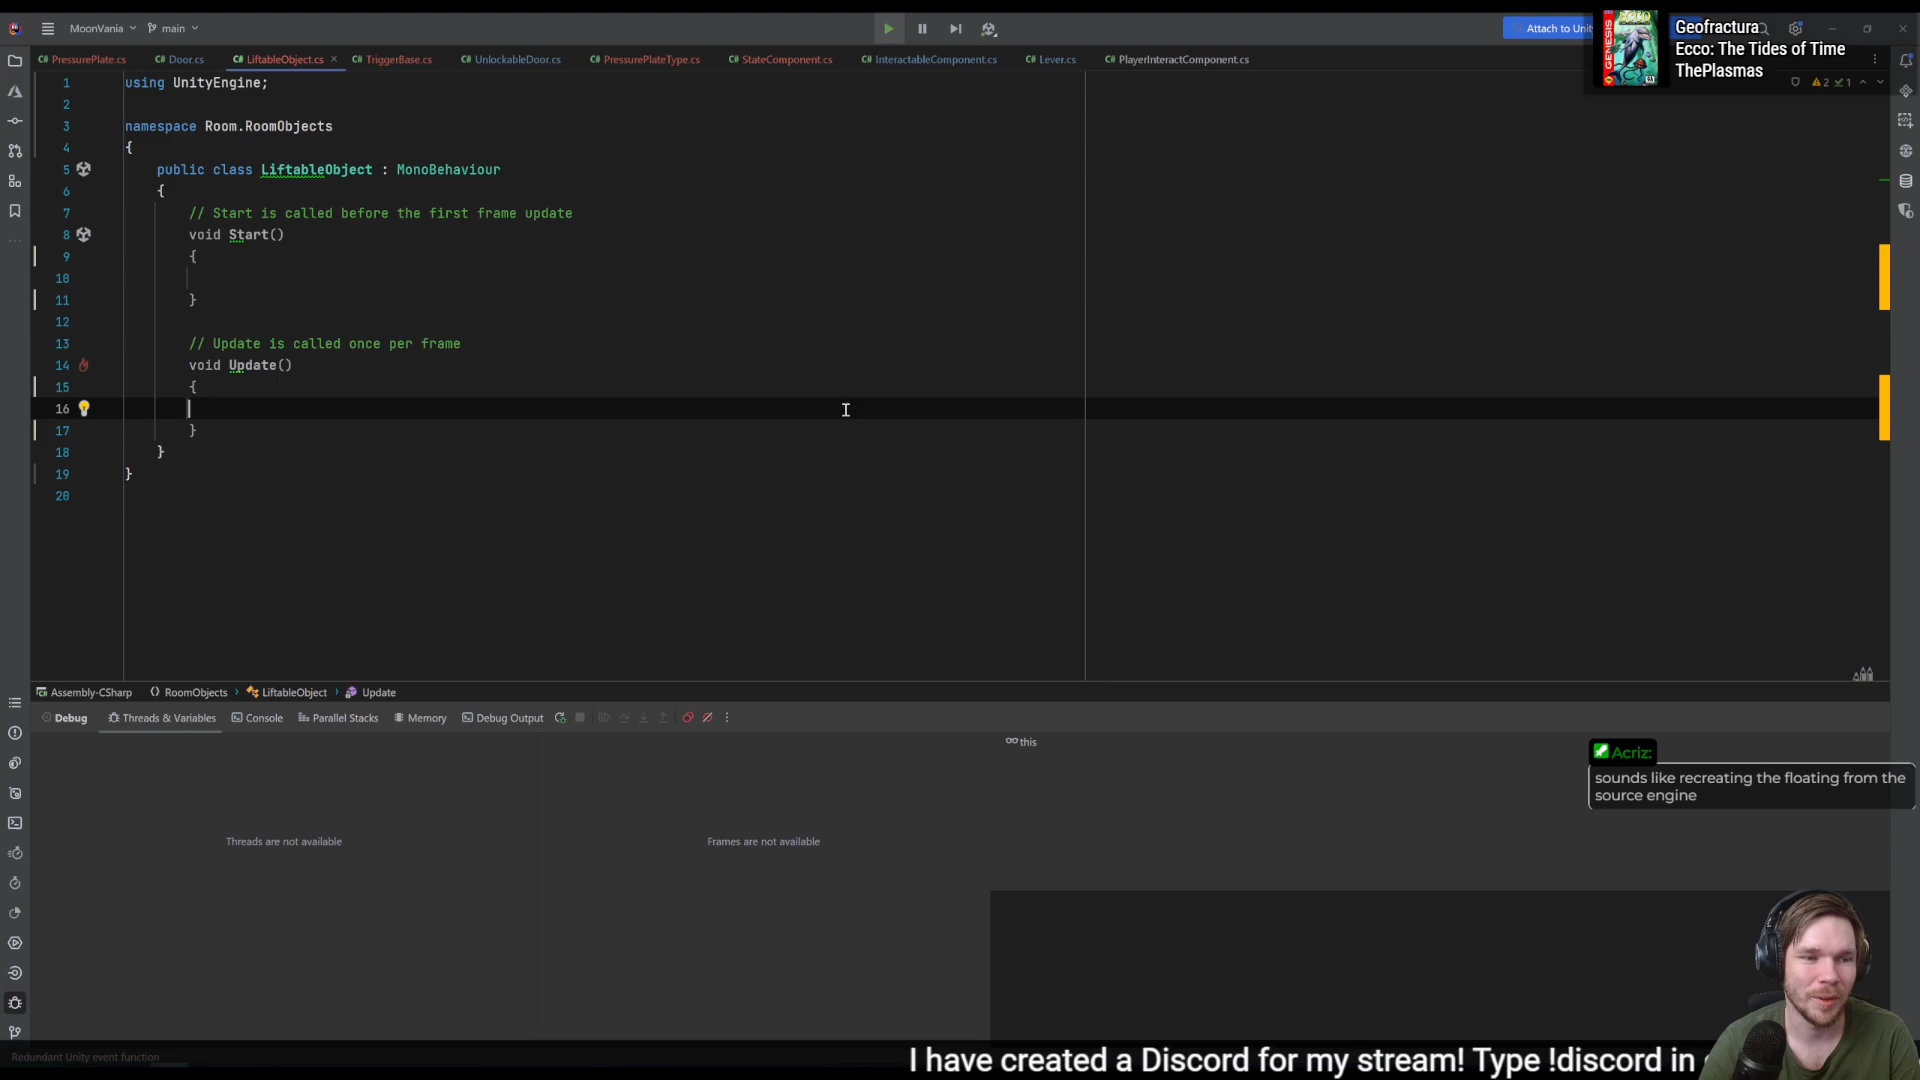 MoonVania
main
Attach to Unit
Geofractura
Ecco: The Tides of Time
ThePlasmas
PressurePlate.cs
Door.cs
LiftableObject.cs
TriggerBase.cs
UnlockableDoor.cs
PressurePlateType.cs
StateComponent.cs
InteractableComponent.cs
Lever.cs
PlayerInteractComponent.cs
2
1
1 using UnityEngine;
2
3 namespace Room.RoomObjects
4 {
5 public class LiftableObject : MonoBehaviour
6 {
7 // Start is called before the first frame update
8 void Start()
9 {
10
11 }
12
13 // Update is called once per frame
14 void Update()
15 {
16
17 }
18 }
19 }
20
Assembly-CSharp
RoomObjects
LiftableObject
Update
Debug
Threads & Variables
Console
Parallel Stacks
Memory
Debug Output
this
Threads are not available
Frames are not available
Acriz:
sounds like recreating the floating from the
source engine
Redundant Unity event function
I have created a Discord for my stream! Type !discord in